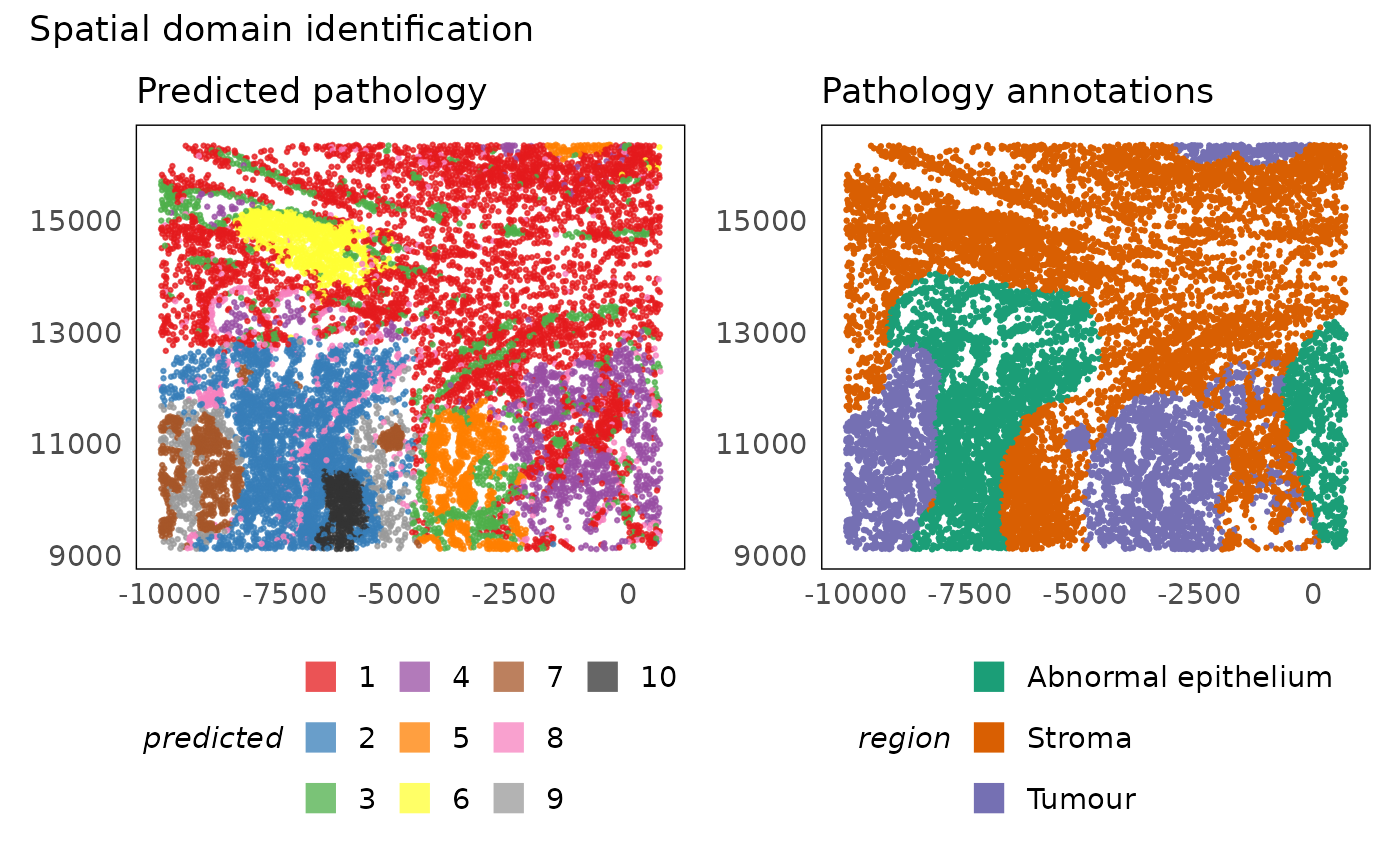 Spatial domain identification
Predicted pathology
Pathology annotations
15000
13000
11000
9000
-10000 -7500 -5000 -2500 0
15000
13000
11000
9000
-10000 -7500 -5000 -2500 0
predicted
1 4 7 10
2 5 8
3 6 9
region
Abnormal epithelium
Stroma
Tumour